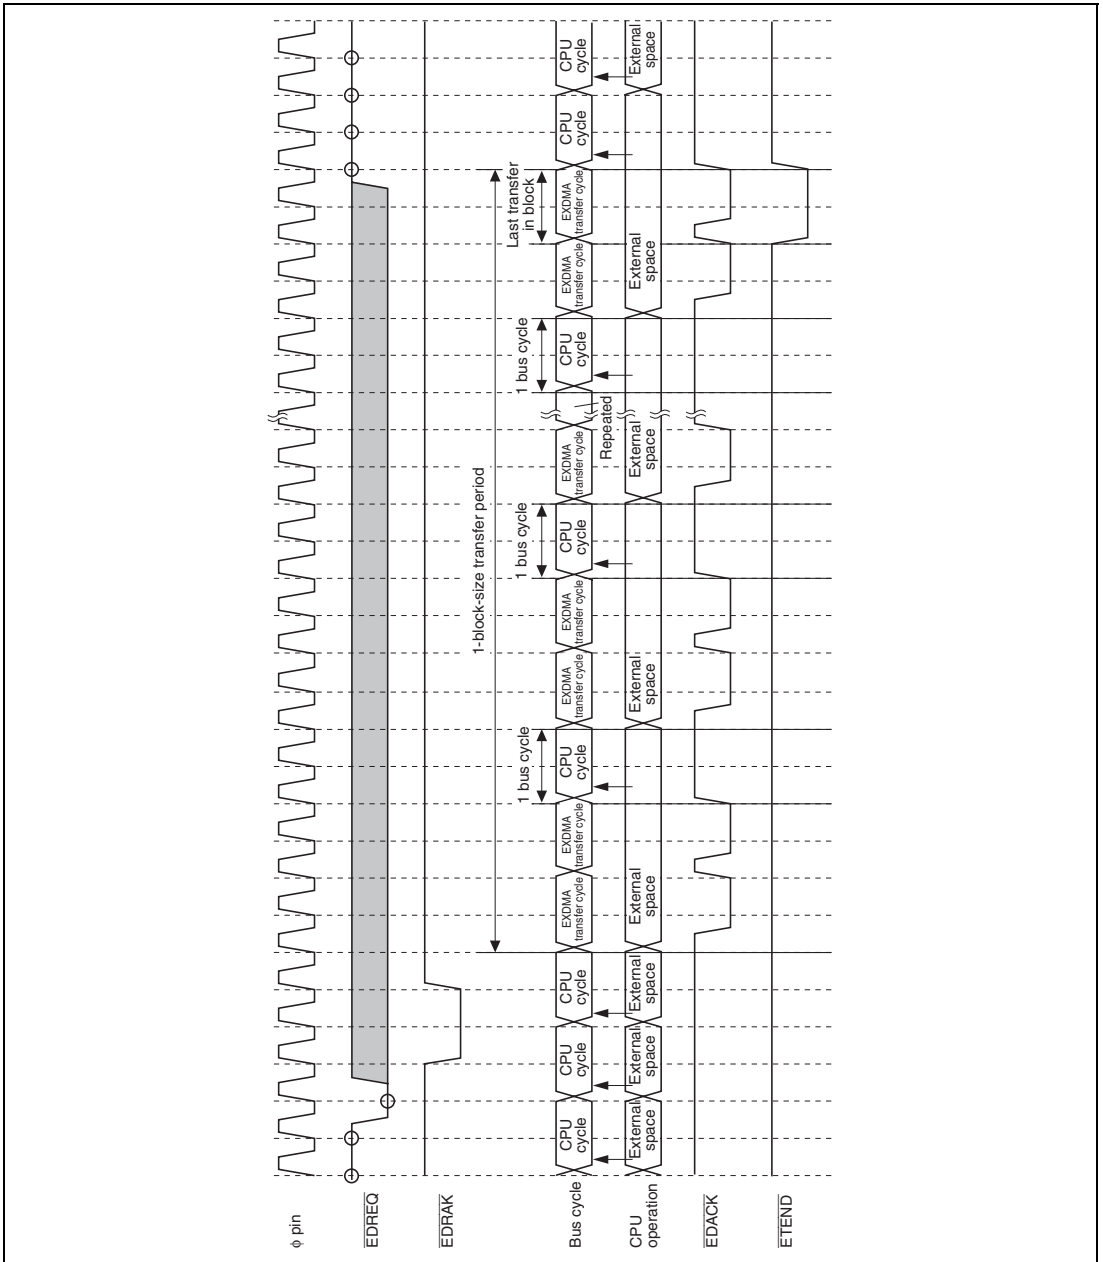 φ pin
EDREQ
EDRAK
1-block-size transfer period
1 bus cycle
1 bus cycle
1 bus cycle
Last transfer
in block
Bus cycle
CPU
cycle
CPU
cycle
CPU
cycle
EXDMA
transfer cycle
EXDMA
transfer cycle
CPU
cycle
EXDMA
transfer cycle
EXDMA
transfer cycle
CPU
cycle
EXDMA
transfer cycle
Repeated
CPU
cycle
EXDMA
transfer cycle
EXDMA
transfer cycle
CPU
cycle
CPU
cycle
CPU
operation
External
space
External
space
External
space
External
space
External
space
External
space
External
space
External
space
EDACK
ETEND